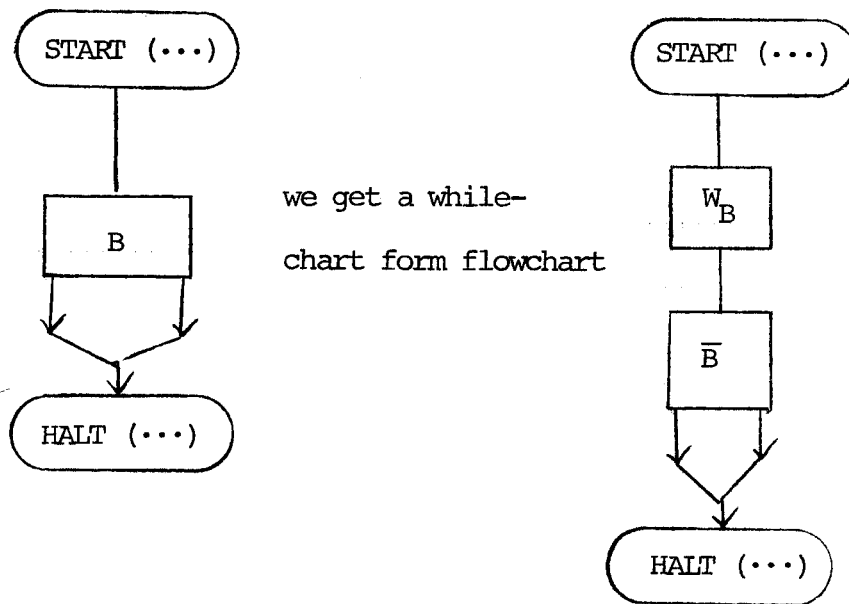 START (···)
B
HALT (···)
we get a while-
chart form flowchart
START (···)
W_B
B̅
HALT (···)